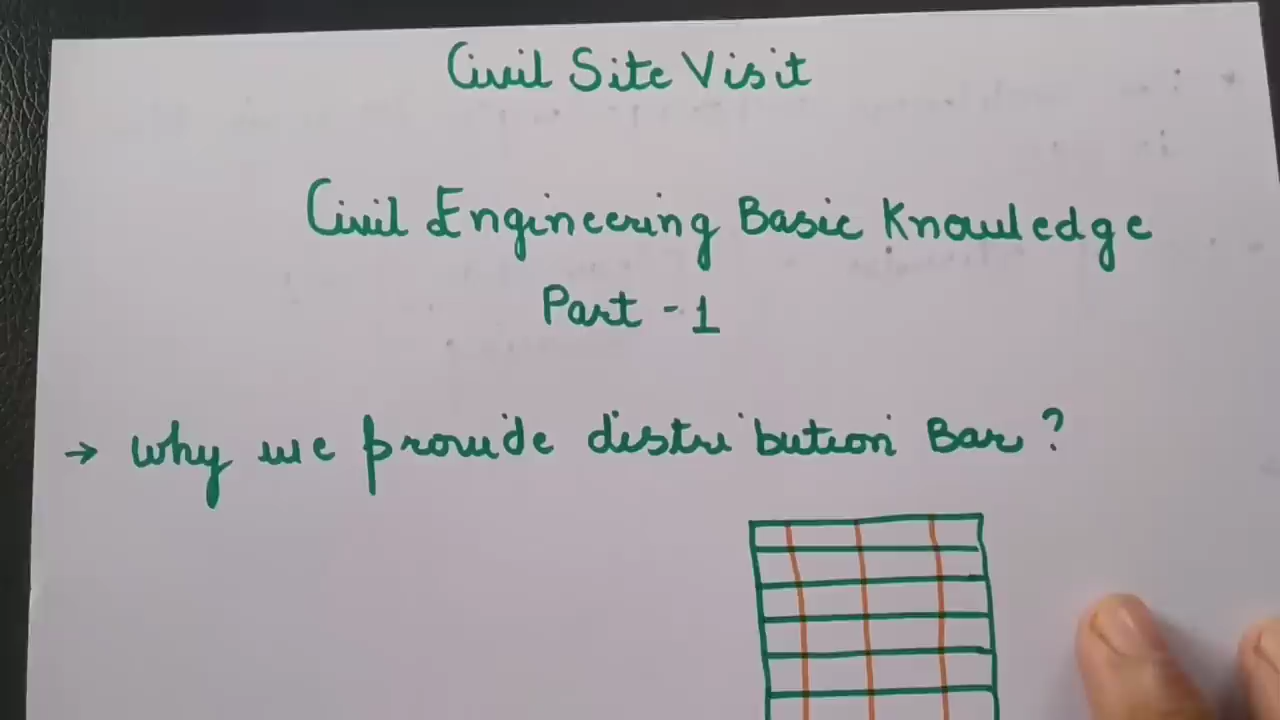 Civil Site Visit
Civil Engineering Basic Knowledge
Part - 1
→ why we provide distribution Bar?